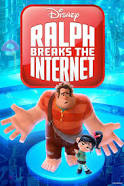 Disney
RALPH
BREAKS THE
INTERNET